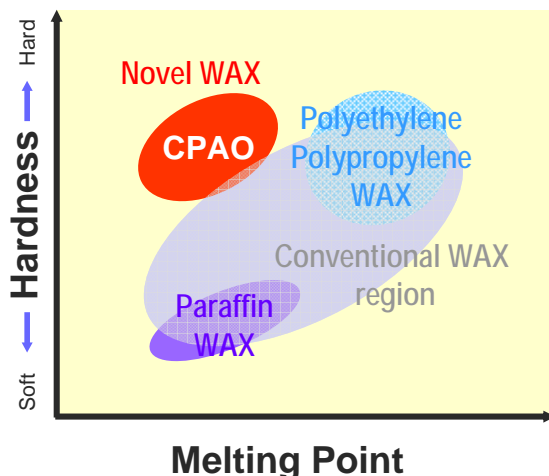 Hard
Hardness
Soft
Novel WAX
CPAO
Polyethylene
Polypropylene
WAX
Conventional WAX
region
Paraffin
WAX
Melting Point